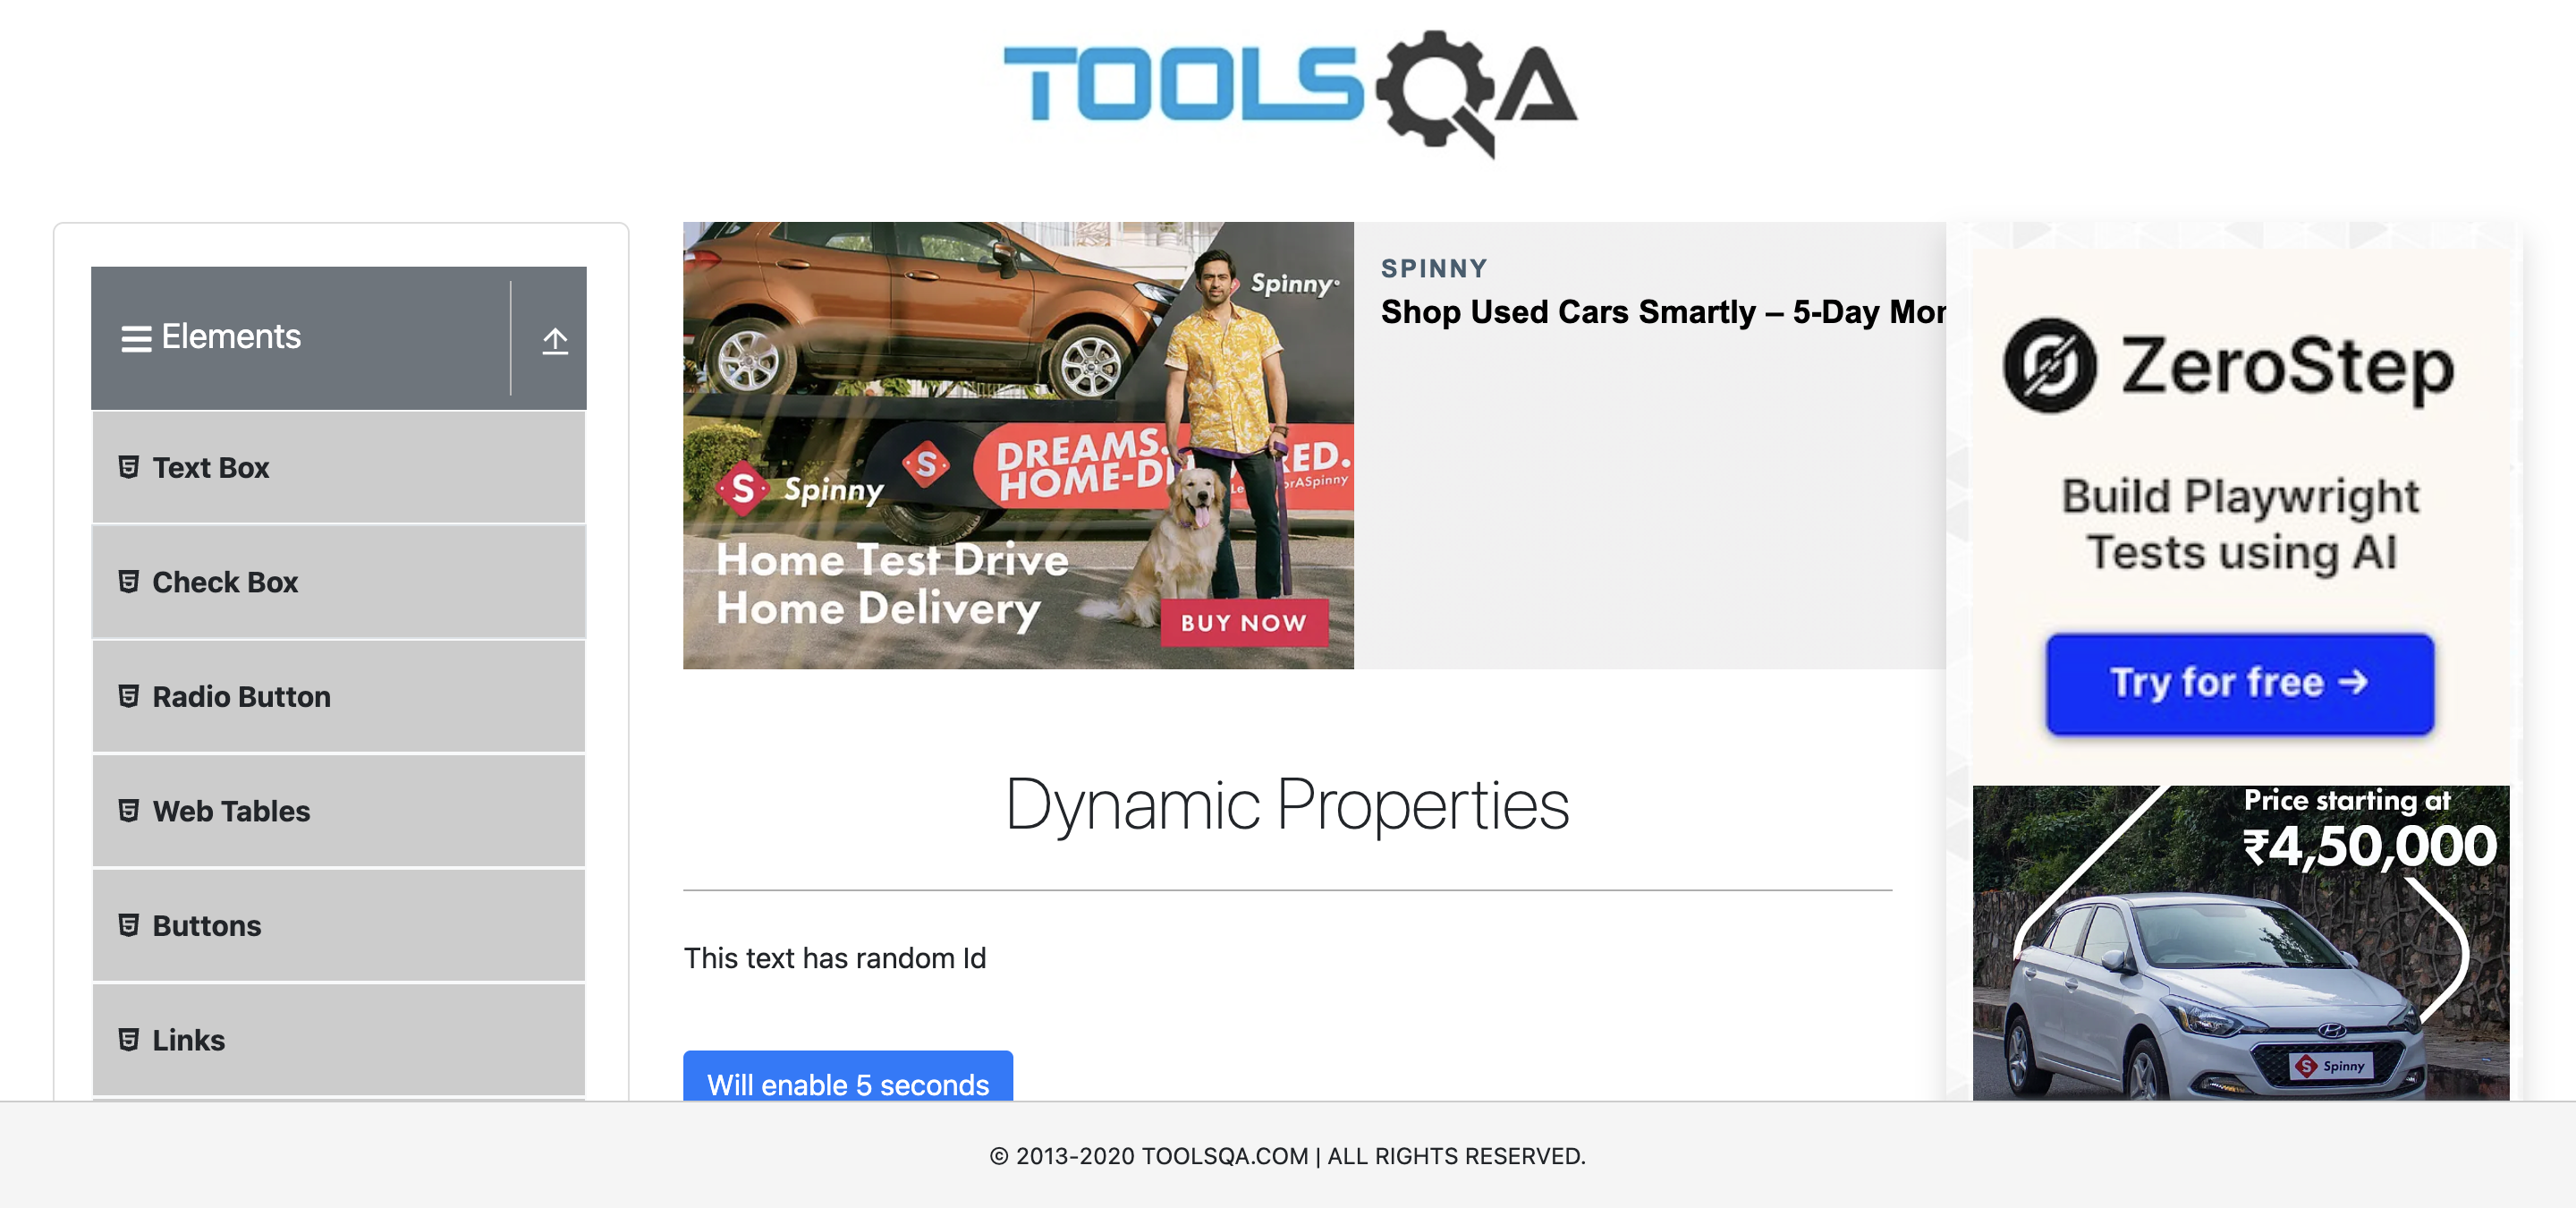 TOOLSQA
Elements
Text Box
Check Box
Radio Button
Web Tables
Buttons
Links
Spinny
DREAMS.
HOME-D
ED.
Le
orASpinny
S Spinny
S
Home Test Drive
Home Delivery
BUY NOW
SPINNY
Shop Used Cars Smartly – 5-Day Mor
Dynamic Properties
This text has random Id
Will enable 5 seconds
ZeroStep
Build Playwright
Tests using AI
Try for free →
Price starting at
₹4,50,000
S Spinny
© 2013-2020 TOOLSQA.COM | ALL RIGHTS RESERVED.